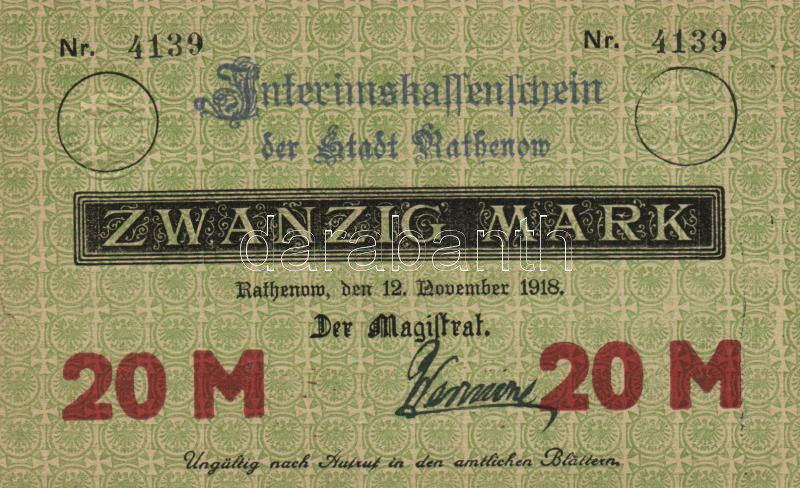 Nr. 4139 Nr. 4139
Interimskassenschein
der Stadt Rathenow
ZWANZIG MARK
darabanth
Rathenow, den 12. November 1918.
Der Magistrat.
20 M 20 M
Ungültig nach Aufruf in den amtlichen Blättern.